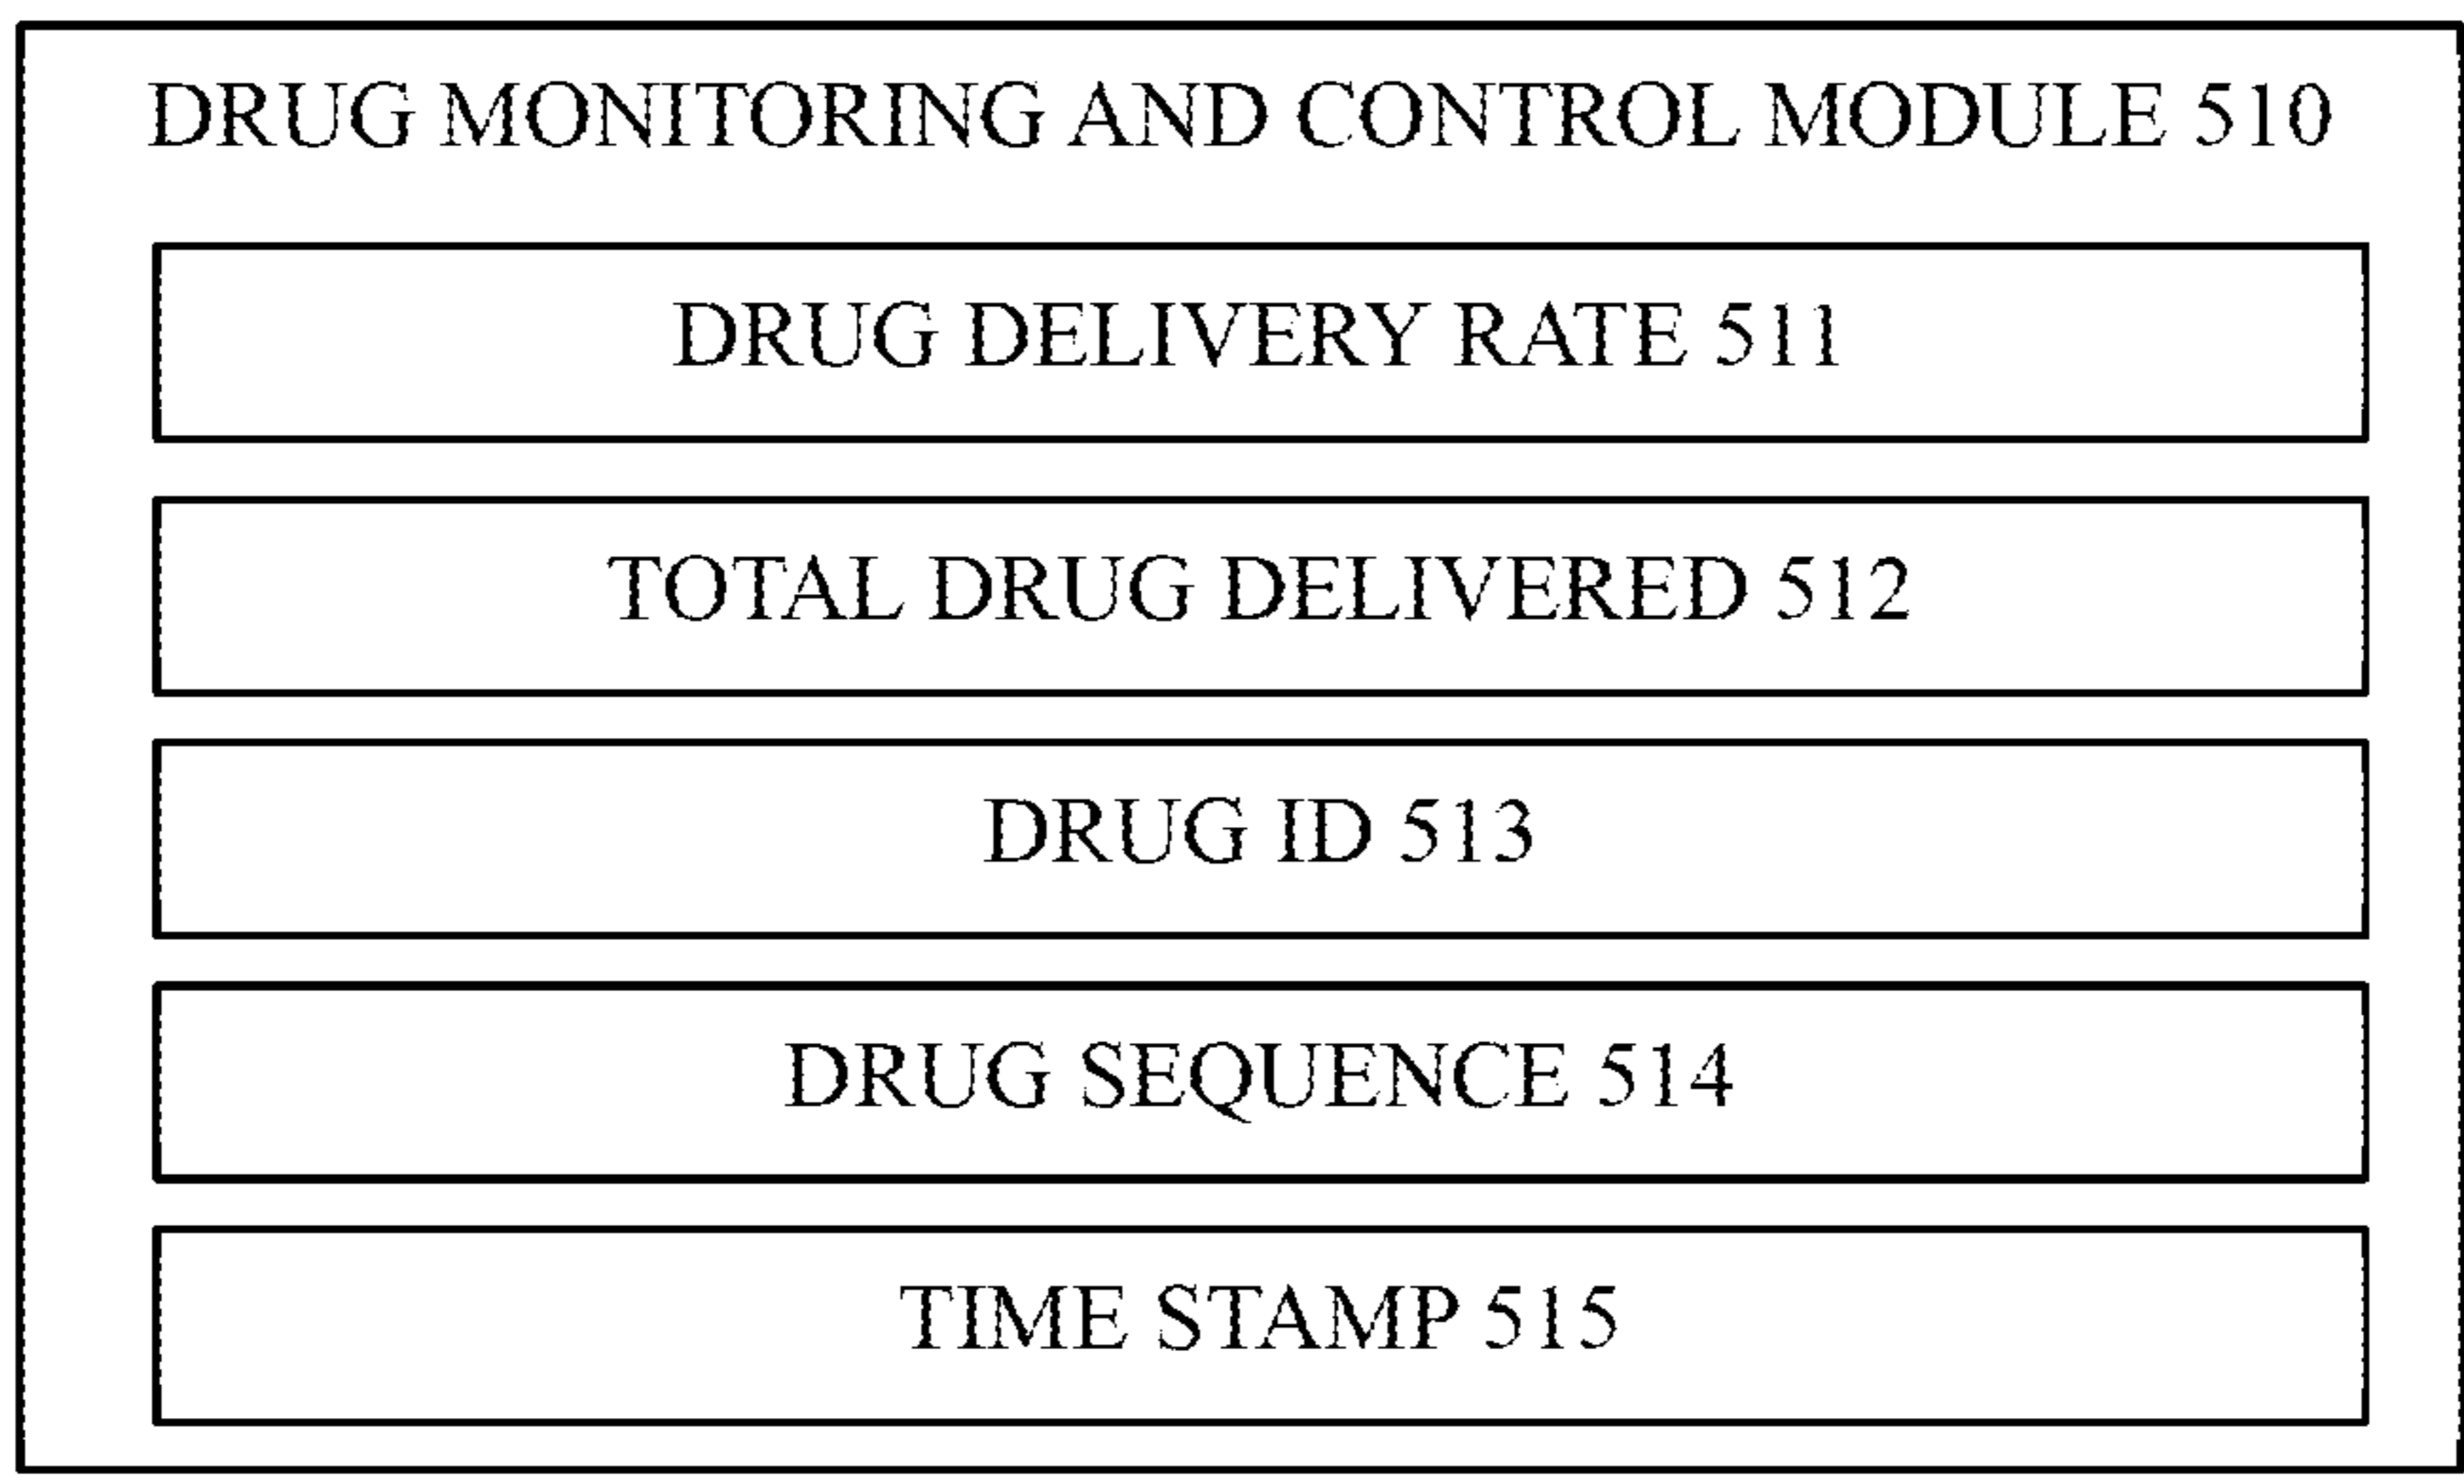 DRUG MONITORING AND CONTROL MODULE 510
DRUG DELIVERY RATE 511
TOTAL DRUG DELIVERED 512
DRUG ID 513
DRUG SEQUENCE 514
TIME STAMP 515